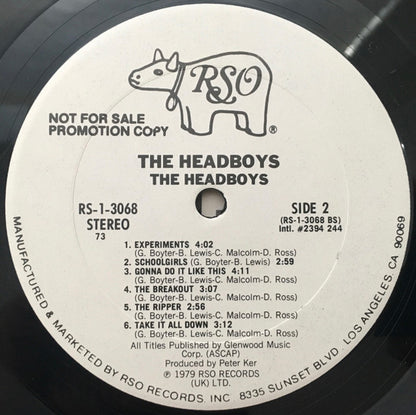 RSO
®
NOT FOR SALE
PROMOTION COPY
THE HEADBOYS
THE HEADBOYS
RS-1-3068
STEREO
73
SIDE 2
(RS-1-3068 BS)
Intl. #2394 244
1. EXPERIMENTS 4:02
(G. Boyter-B. Lewis-C. Malcolm-D. Ross)
2. SCHOOLGIRLS (G. Boyter-B. Lewis) 2:59
3. GONNA DO IT LIKE THIS 4:11
(G. Boyter-B. Lewis-C. Malcolm-D. Ross)
4. THE BREAKOUT 3:07
(G. Boyter-B. Lewis-C. Malcolm-D. Ross)
5. THE RIPPER 2:56
(G. Boyter-B. Lewis-C. Malcolm-D. Ross)
6. TAKE IT ALL DOWN 3:12
(G. Boyter-B. Lewis-C. Malcolm-D. Ross)
All Titles Published by Glenwood Music
Corp. (ASCAP)
Produced by Peter Ker
℗ 1979 RSO RECORDS
(UK) LTD.
MANUFACTURED & MARKETED BY RSO RECORDS, INC. 8335 SUNSET BLVD. LOS ANGELES, CA. 90069